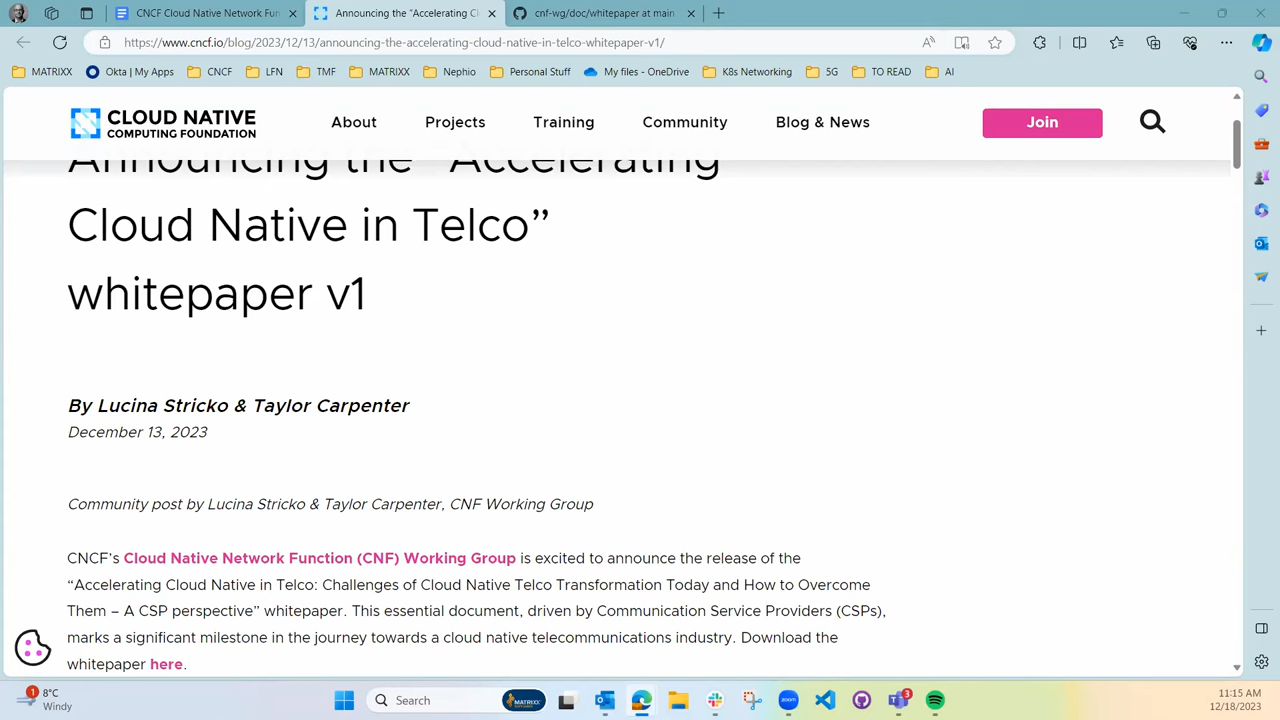 CNCF Cloud Native Network Fun
Announcing the "Accelerating Cl
cnf-wg/doc/whitepaper at main
https://www.cncf.io/blog/2023/12/13/announcing-the-accelerating-cloud-native-in-telco-whitepaper-v1/
MATRIXX
Okta | My Apps
CNCF
LFN
TMF
MATRIXX
Nephio
Personal Stuff
My files - OneDrive
K8s Networking
5G
TO READ
AI
CLOUD NATIVE
COMPUTING FOUNDATION
About
Projects
Training
Community
Blog & News
Join
Announcing the “Accelerating
Cloud Native in Telco”
whitepaper v1
By Lucina Stricko & Taylor Carpenter
December 13, 2023
Community post by Lucina Stricko & Taylor Carpenter, CNF Working Group
CNCF’s Cloud Native Network Function (CNF) Working Group is excited to announce the release of the
“Accelerating Cloud Native in Telco: Challenges of Cloud Native Telco Transformation Today and How to Overcome
Them – A CSP perspective” whitepaper. This essential document, driven by Communication Service Providers (CSPs),
marks a significant milestone in the journey towards a cloud native telecommunications industry. Download the
whitepaper here.
1
8°C
Windy
Search
MATRIXX
zoom
3
11:15 AM
12/18/2023